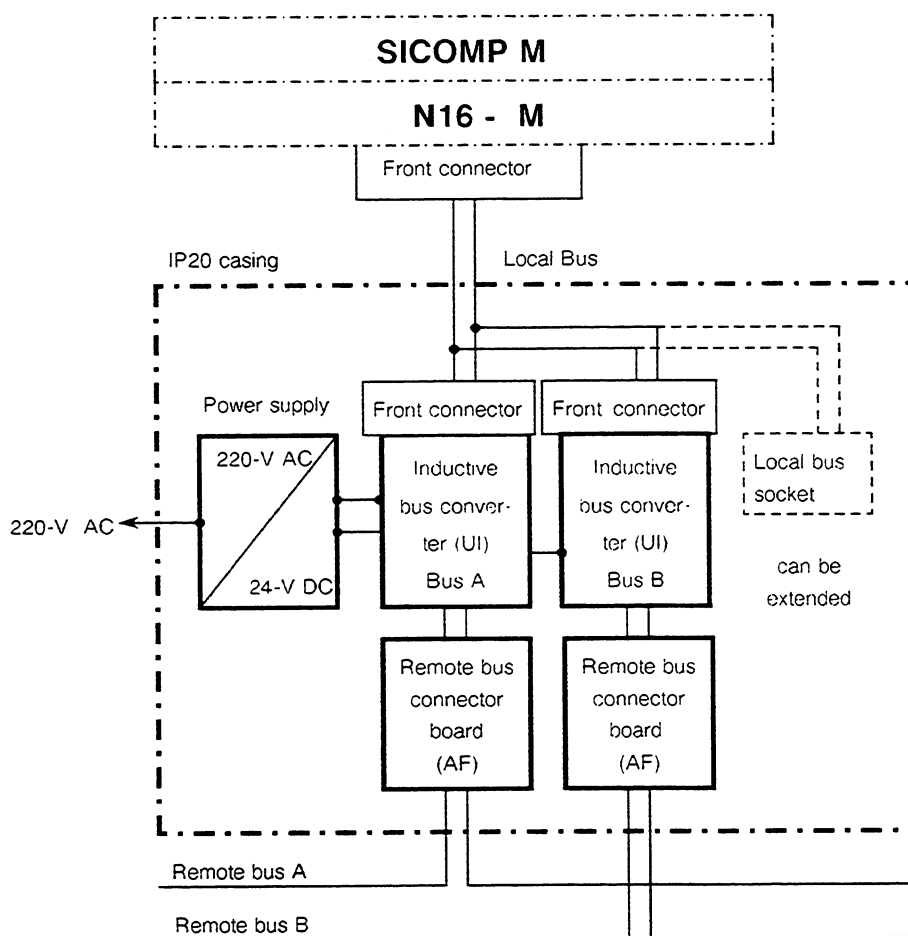 SICOMP M
N16 - M
Front connector
IP20 casing
Local Bus
Power supply
Front connector
Front connector
220-V AC
24-V DC
220-V AC
Inductive
bus conver-
ter (UI)
Bus A
Inductive
bus conver-
ter (UI)
Bus B
Local bus
socket
can be
extended
Remote bus
connector
board
(AF)
Remote bus
connector
board
(AF)
Remote bus A
Remote bus B